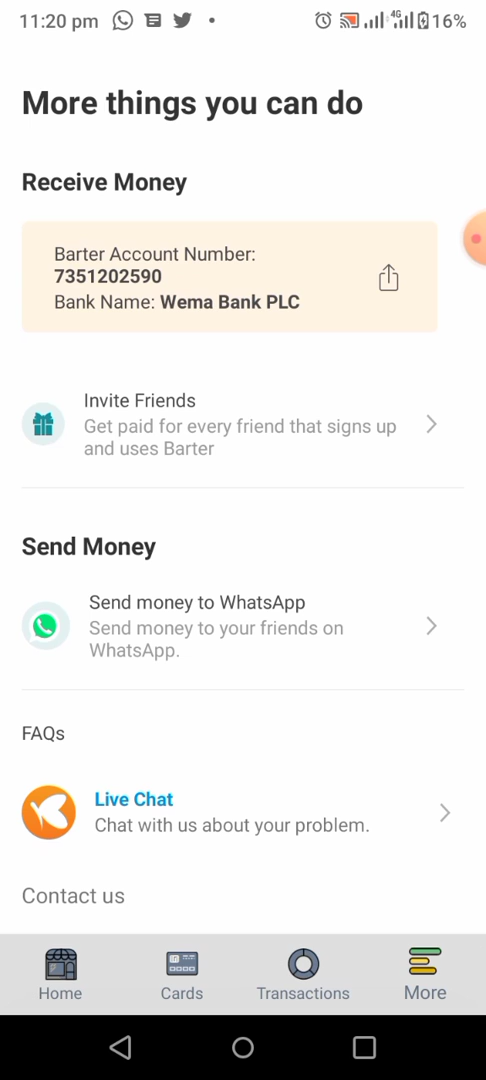 11:20 pm 4G 16%
More things you can do
Receive Money
Barter Account Number:
7351202590
Bank Name: Wema Bank PLC
Invite Friends
Get paid for every friend that signs up
and uses Barter
Send Money
Send money to WhatsApp
Send money to your friends on
WhatsApp.
FAQs
Live Chat
Chat with us about your problem.
Contact us
Home Cards Transactions More